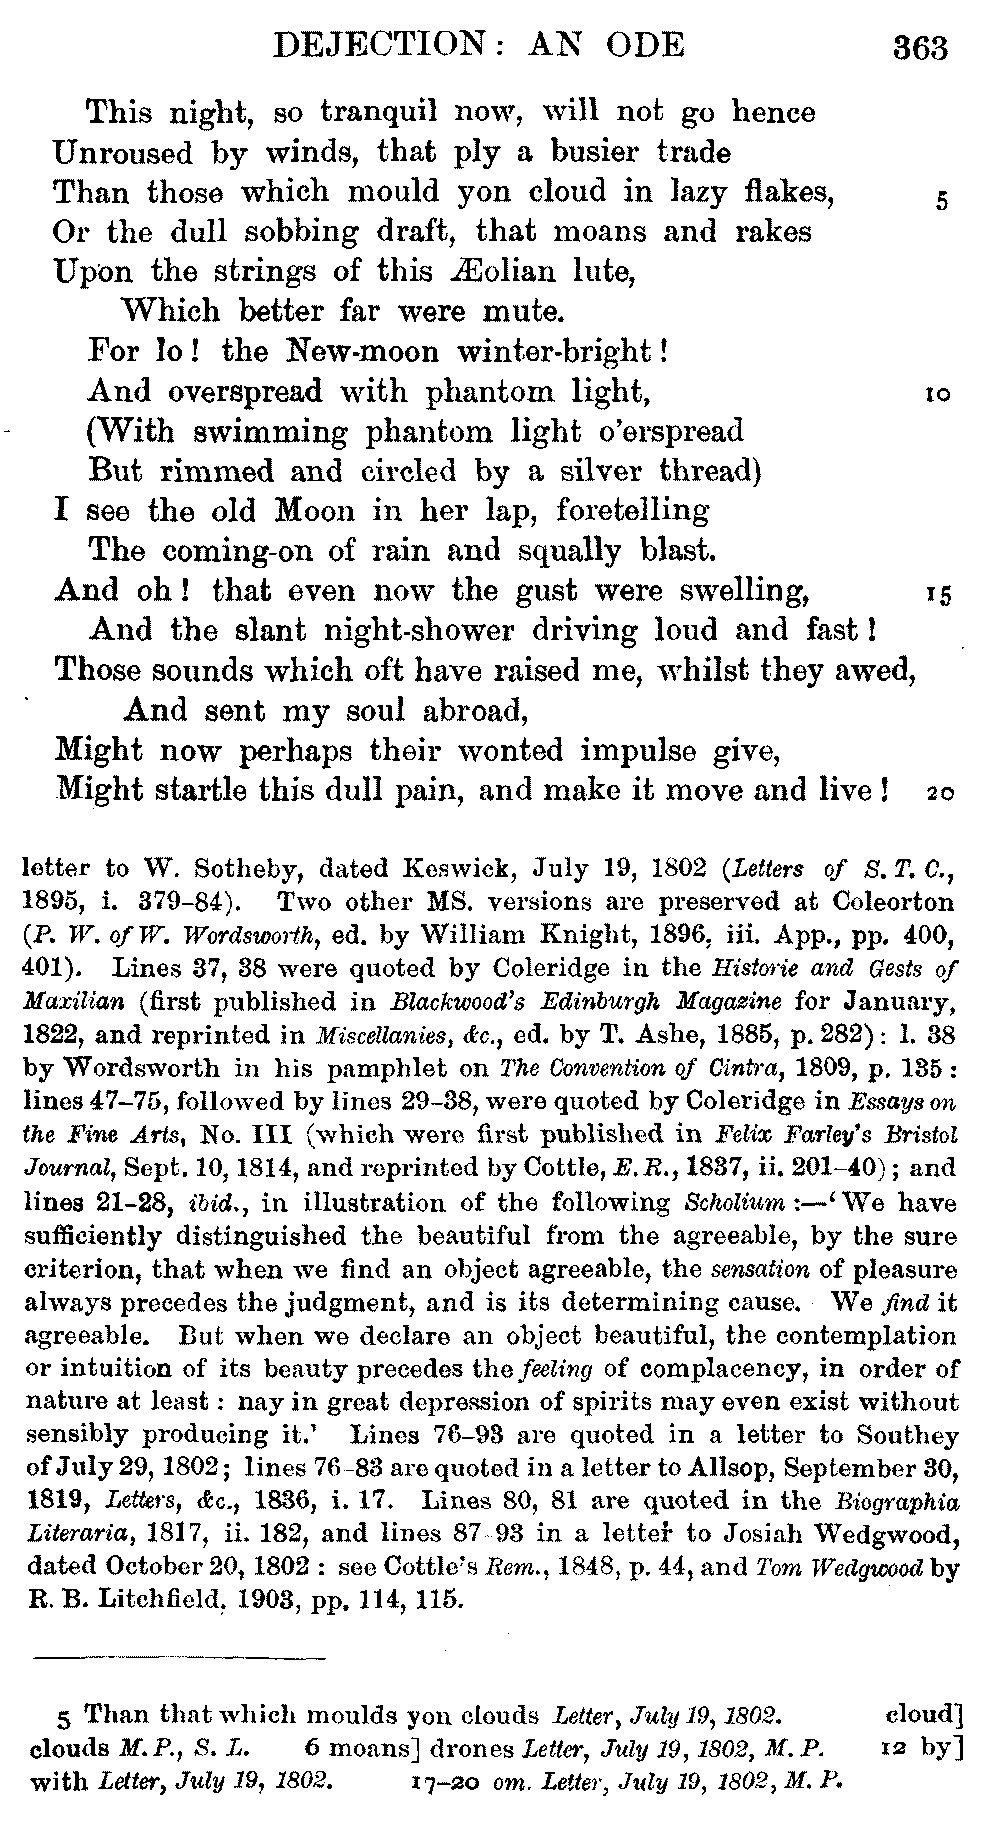 DEJECTION: AN ODE 363
This night, so tranquil now, will not go hence
Unroused by winds, that ply a busier trade
Than those which mould yon cloud in lazy flakes, 5
Or the dull sobbing draft, that moans and rakes
Upon the strings of this Æolian lute,
Which better far were mute.
For lo! the New-moon winter-bright!
And overspread with phantom light, 10
(With swimming phantom light o'erspread
But rimmed and circled by a silver thread)
I see the old Moon in her lap, foretelling
The coming-on of rain and squally blast.
And oh! that even now the gust were swelling, 15
And the slant night-shower driving loud and fast!
Those sounds which oft have raised me, whilst they awed,
And sent my soul abroad,
Might now perhaps their wonted impulse give,
Might startle this dull pain, and make it move and live! 20
letter to W. Sotheby, dated Keswick, July 19, 1802 (Letters of S. T. C.,
1895, i. 379–84). Two other MS. versions are preserved at Coleorton
(P. W. of W. Wordsworth, ed. by William Knight, 1896, iii. App., pp. 400,
401). Lines 37, 38 were quoted by Coleridge in the Historie and Gests of
Maxilian (first published in Blackwood's Edinburgh Magazine for January,
1822, and reprinted in Miscellanies, &c., ed. by T. Ashe, 1885, p. 282): l. 38
by Wordsworth in his pamphlet on The Convention of Cintra, 1809, p. 135:
lines 47–75, followed by lines 29–38, were quoted by Coleridge in Essays on
the Fine Arts, No. III (which were first published in Felix Farley's Bristol
Journal, Sept. 10, 1814, and reprinted by Cottle, E. R., 1837, ii. 201–40); and
lines 21–28, ibid., in illustration of the following Scholium:—'We have
sufficiently distinguished the beautiful from the agreeable, by the sure
criterion, that when we find an object agreeable, the sensation of pleasure
always precedes the judgment, and is its determining cause. We find it
agreeable. But when we declare an object beautiful, the contemplation
or intuition of its beauty precedes the feeling of complacency, in order of
nature at least: nay in great depression of spirits may even exist without
sensibly producing it.' Lines 76–93 are quoted in a letter to Southey
of July 29, 1802; lines 76–83 are quoted in a letter to Allsop, September 30,
1819, Letters, &c., 1836, i. 17. Lines 80, 81 are quoted in the Biographia
Literaria, 1817, ii. 182, and lines 87–93 in a letter to Josiah Wedgwood,
dated October 20, 1802: see Cottle's Rem., 1848, p. 44, and Tom Wedgwood by
R. B. Litchfield, 1903, pp. 114, 115.
5 Than that which moulds yon clouds Letter, July 19, 1802. cloud]
clouds M. P., S. L. 6 moans] drones Letter, July 19, 1802, M. P. 12 by]
with Letter, July 19, 1802. 17–20 om. Letter, July 19, 1802, M. P.